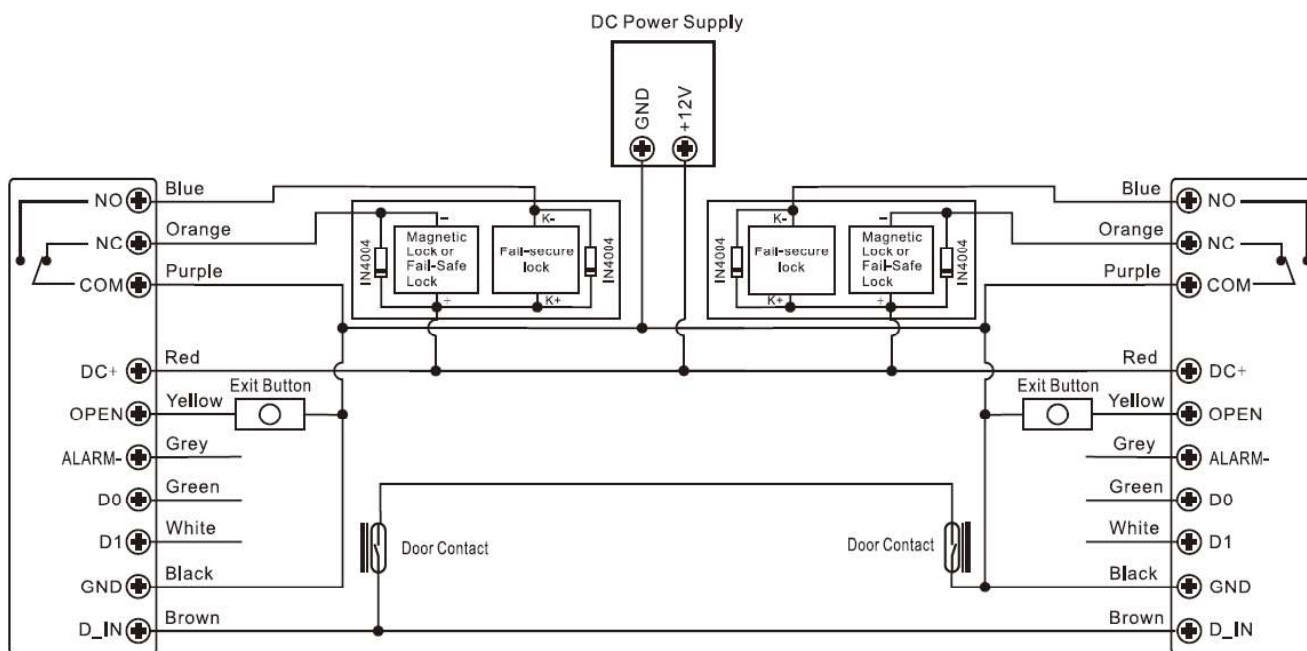 DC Power Supply
GND
+12V
NO
Blue
NC
Orange
COM
Purple
IN4004
−
Magnetic
Lock or
Fail-Safe
Lock
+
K-
Fail-secure
lock
K+
IN4004
IN4004
K-
Fail-secure
lock
K+
−
Magnetic
Lock or
Fail-Safe
Lock
+
IN4004
Blue
NO
Orange
NC
Purple
COM
DC+
Red
Red
DC+
OPEN
Yellow
Exit Button
Exit Button
Yellow
OPEN
ALARM-
Grey
Grey
ALARM-
D0
Green
Green
D0
D1
White
Door Contact
Door Contact
White
D1
GND
Black
Black
GND
D_IN
Brown
Brown
D_IN